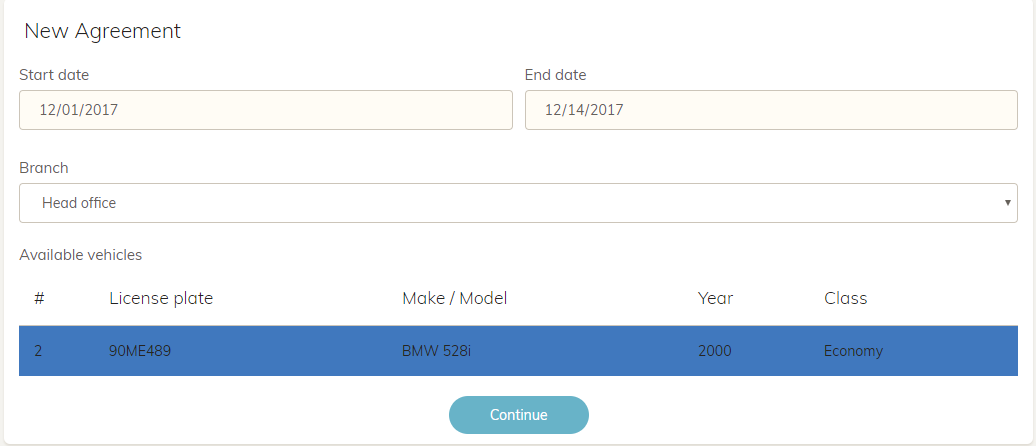 New Agreement
Start date End date
12/01/2017 12/14/2017
Branch
Head office
Available vehicles
# License plate Make / Model Year Class
2 90ME489 BMW 528i 2000 Economy
Continue